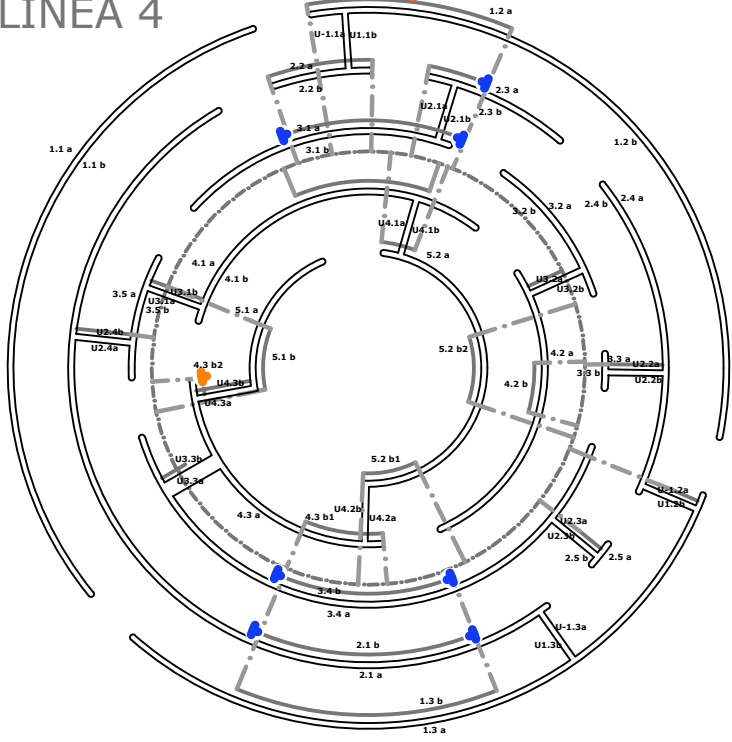 LINEA 4
1.2 a
U-1.1a U1.1b
2.2 a
2.2 b
2.3 a
U2.1a
2.3 b
U2.1b
3.1 a
3.1 b
1.2 b
1.1 a
1.1 b
2.4 a
2.4 b
3.2 a
3.2 b
U4.1a
U4.1b
5.2 a
4.1 a
4.1 b
U3.2a
U3.2b
3.5 a
U3.1b
U3.1a
3.5 b
5.1 a
U2.4b
U2.4a
5.1 b
5.2 b2
4.2 a
3.3 a
U2.2a
3.3 b
U2.2b
4.3 b2
U4.3b
4.2 b
U4.3a
5.2 b1
U3.3b
U3.3a
U-1.2a
U1.2b
4.3 a
4.3 b1
U4.2b
U4.2a
U2.3a
U2.3b
2.5 b
2.5 a
3.4 b
3.4 a
U-1.3a
U1.3b
2.1 b
2.1 a
1.3 b
1.3 a